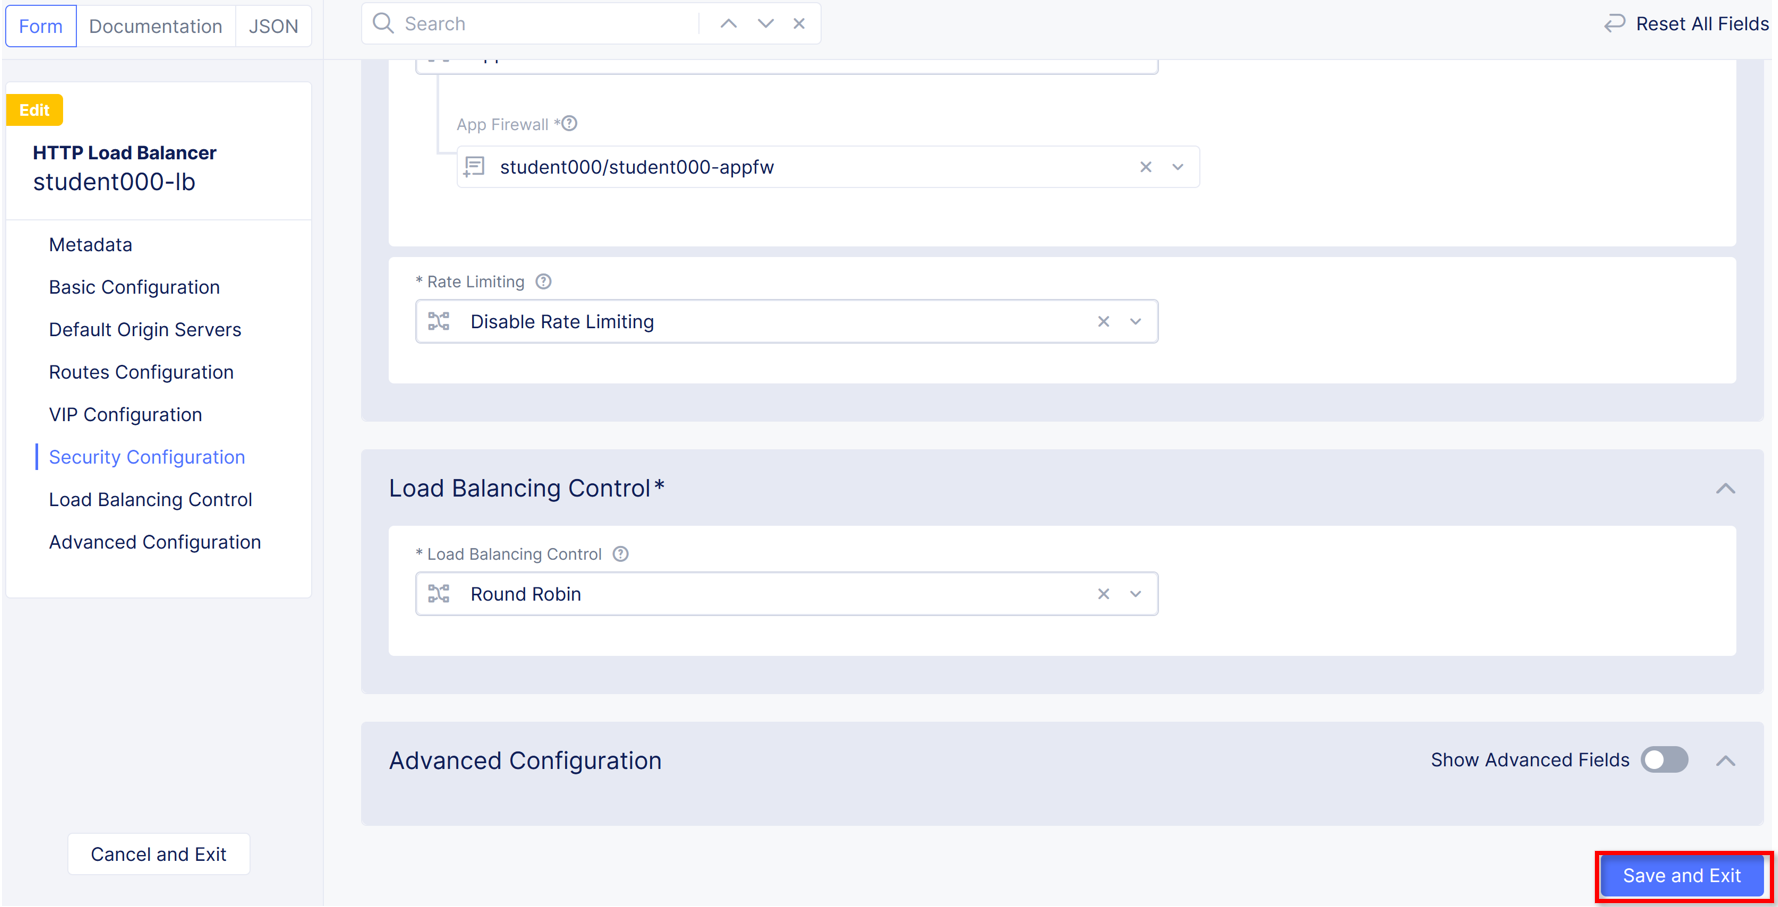 Form
Documentation
JSON
Search
Reset All Fields
Edit
HTTP Load Balancer
student000-lb
Metadata
Basic Configuration
Default Origin Servers
Routes Configuration
VIP Configuration
Security Configuration
Load Balancing Control
Advanced Configuration
Cancel and Exit
App Firewall *
student000/student000-appfw
* Rate Limiting
Disable Rate Limiting
Load Balancing Control*
* Load Balancing Control
Round Robin
Advanced Configuration
Show Advanced Fields
Save and Exit